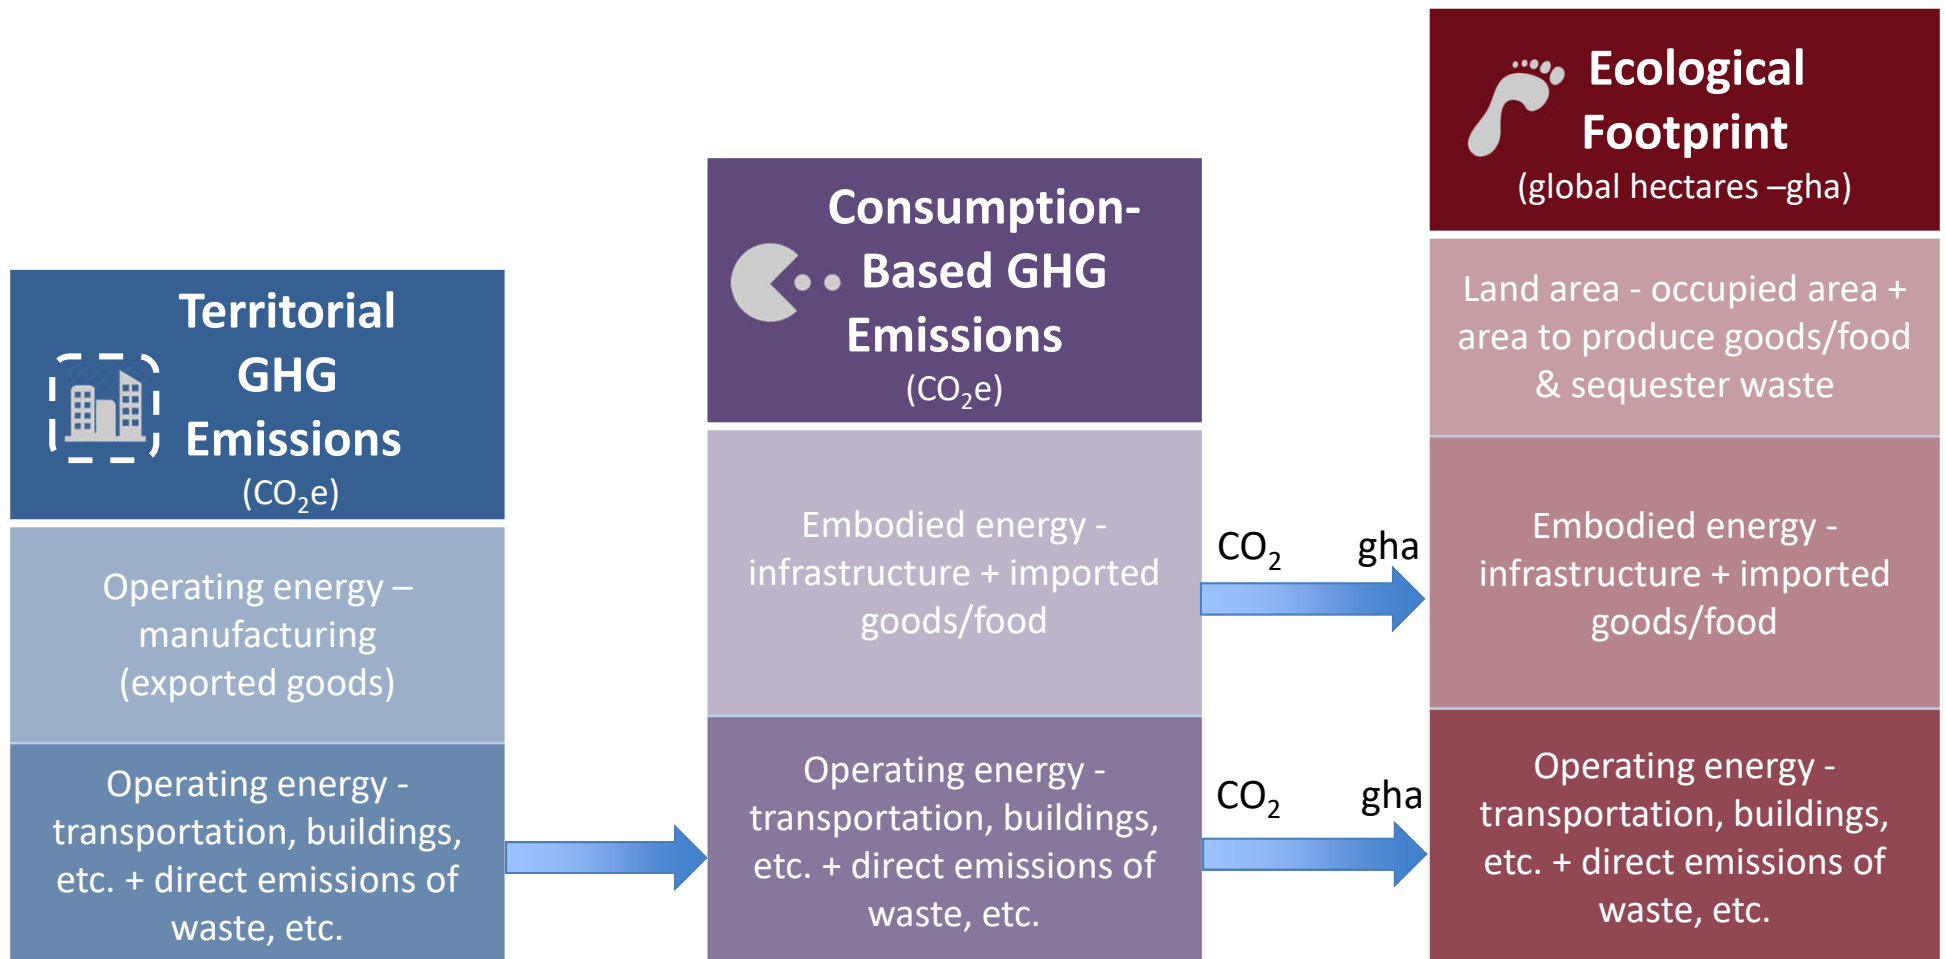 Territorial
GHG
Emissions
(CO₂e)
Operating energy –
manufacturing
(exported goods)
Operating energy -
transportation, buildings,
etc. + direct emissions of
waste, etc.
Consumption-
Based GHG
Emissions
(CO₂e)
Embodied energy -
infrastructure + imported
goods/food
Operating energy -
transportation, buildings,
etc. + direct emissions of
waste, etc.
CO₂ gha
CO₂ gha
Ecological
Footprint
(global hectares –gha)
Land area - occupied area +
area to produce goods/food
& sequester waste
Embodied energy -
infrastructure + imported
goods/food
Operating energy -
transportation, buildings,
etc. + direct emissions of
waste, etc.